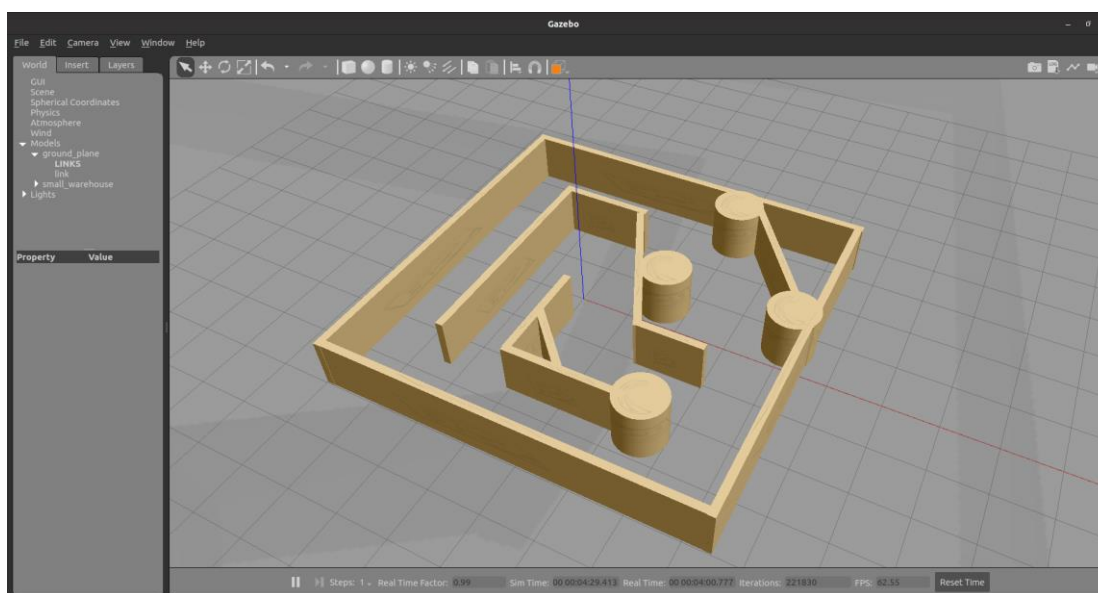 Gazebo
File Edit Camera View Window Help
World Insert Layers
GUI
Scene
Spherical Coordinates
Physics
Atmosphere
Wind
Models
ground_plane
LINKS
link
small_warehouse
Lights
Property Value
Steps: 1 Real Time Factor: 0.99 Sim Time: 00 00:04:29.413 Real Time: 00 00:04:00.777 Iterations: 221830 FPS: 62.55 Reset Time